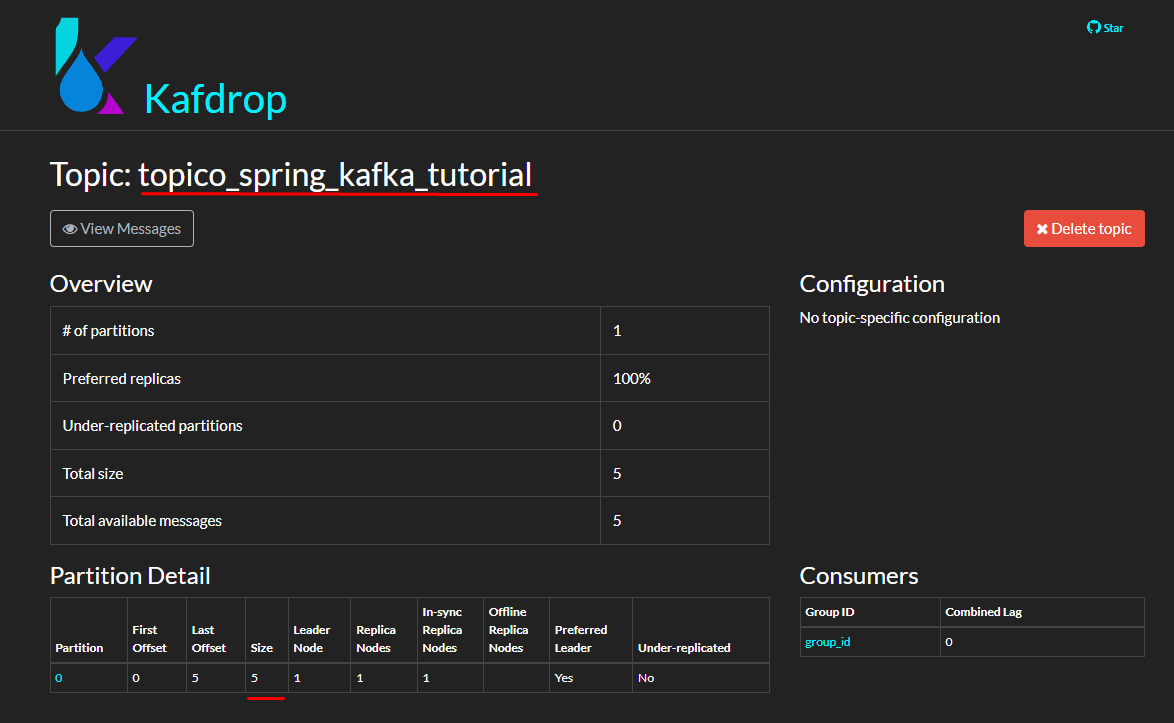 Star
Kafdrop
Topic: topico_spring_kafka_tutorial
View Messages
Delete topic
Overview
# of partitions 1
Preferred replicas 100%
Under-replicated partitions 0
Total size 5
Total available messages 5
Configuration
No topic-specific configuration
Partition Detail
Partition First Offset Last Offset Size Leader Node Replica Nodes In-sync Replica Nodes Offline Replica Nodes Preferred Leader Under-replicated
0 0 5 5 1 1 1 Yes No
Consumers
Group ID Combined Lag
group_id 0